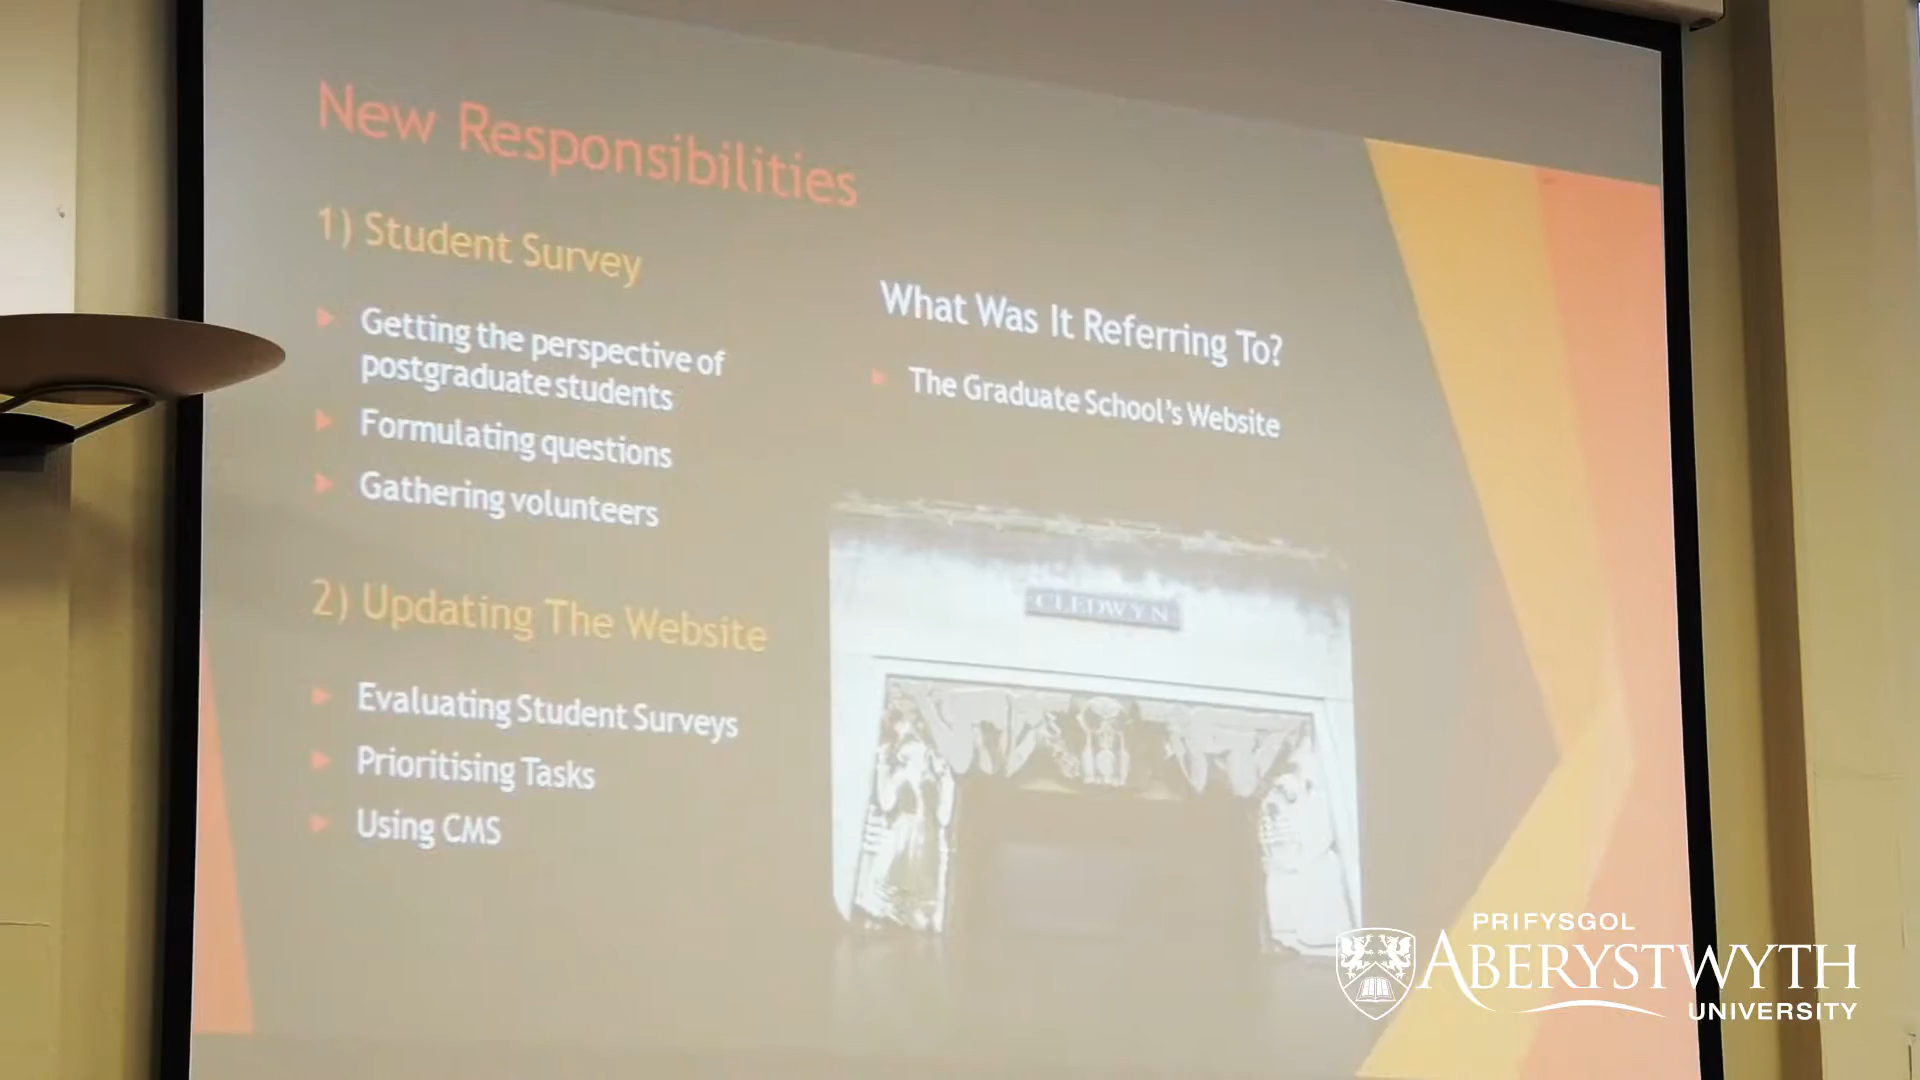 New Responsibilities
1) Student Survey
Getting the perspective of
postgraduate students
Formulating questions
Gathering volunteers
2) Updating The Website
Evaluating Student Surveys
Prioritising Tasks
Using CMS
What Was It Referring To?
The Graduate School's Website
CLEDWYN
PRIFYSGOL
ABERYSTWYTH
UNIVERSITY